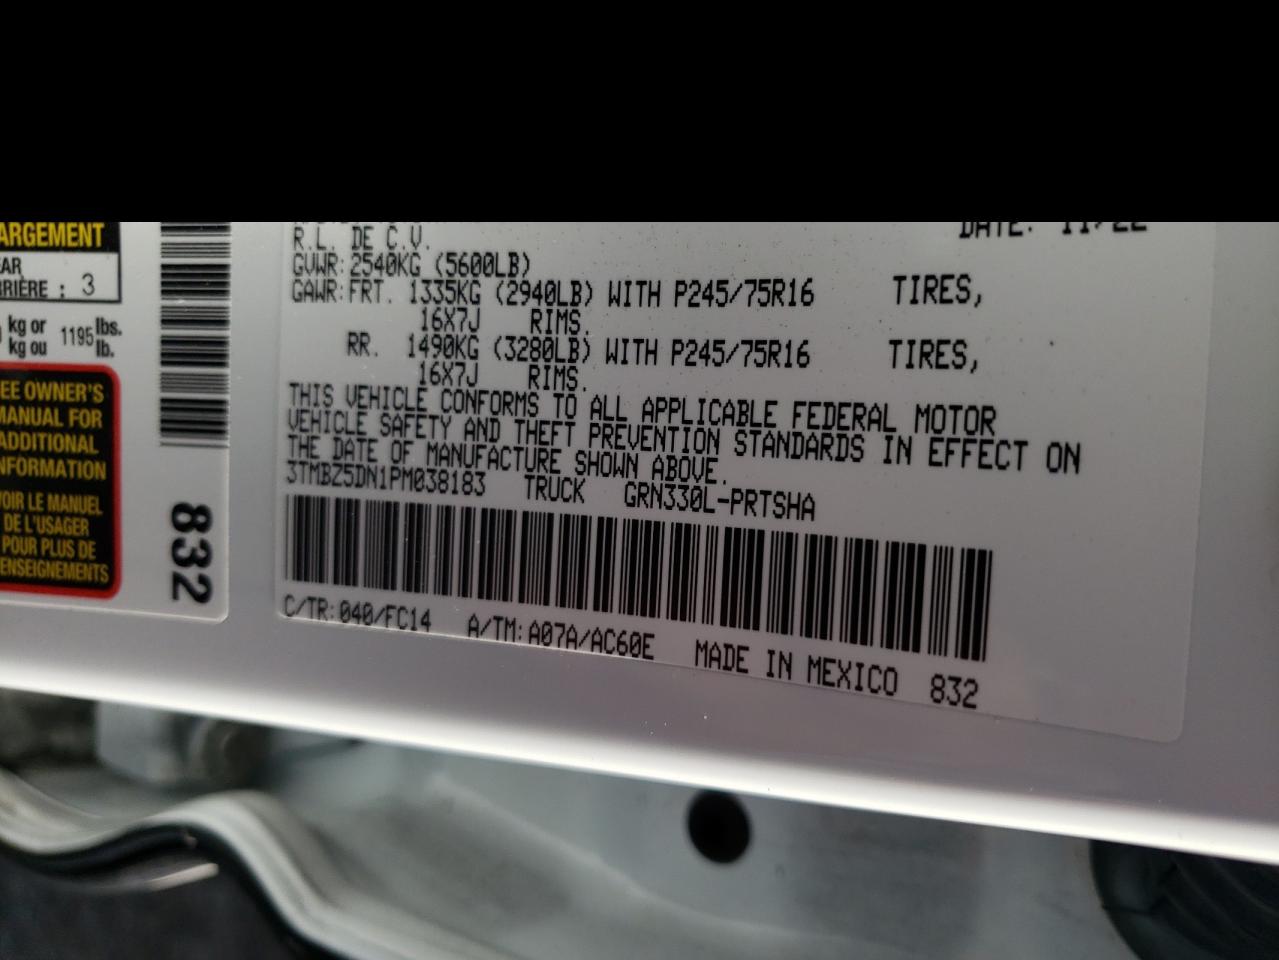 ARGEMENT
AR
RIÈRE : 3
kg or
kg ou 1195 lbs.
lb.
EE OWNER'S
MANUAL FOR
ADDITIONAL
NFORMATION
VOIR LE MANUEL
DE L'USAGER
POUR PLUS DE
ENSEIGNEMENTS
832
DATE: 11/22
R.L. DE C.V.
GVWR: 2540KG (5600LB)
GAWR: FRT. 1335KG (2940LB) WITH P245/75R16 TIRES,
16X7J RIMS.
RR. 1490KG (3280LB) WITH P245/75R16 TIRES,
16X7J RIMS.
THIS VEHICLE CONFORMS TO ALL APPLICABLE FEDERAL MOTOR
VEHICLE SAFETY AND THEFT PREVENTION STANDARDS IN EFFECT ON
THE DATE OF MANUFACTURE SHOWN ABOVE.
3TMBZ5DN1PM038183 TRUCK GRN330L-PRTSHA
C/TR: 040/FC14 A/TM: A07A/AC60E MADE IN MEXICO 832